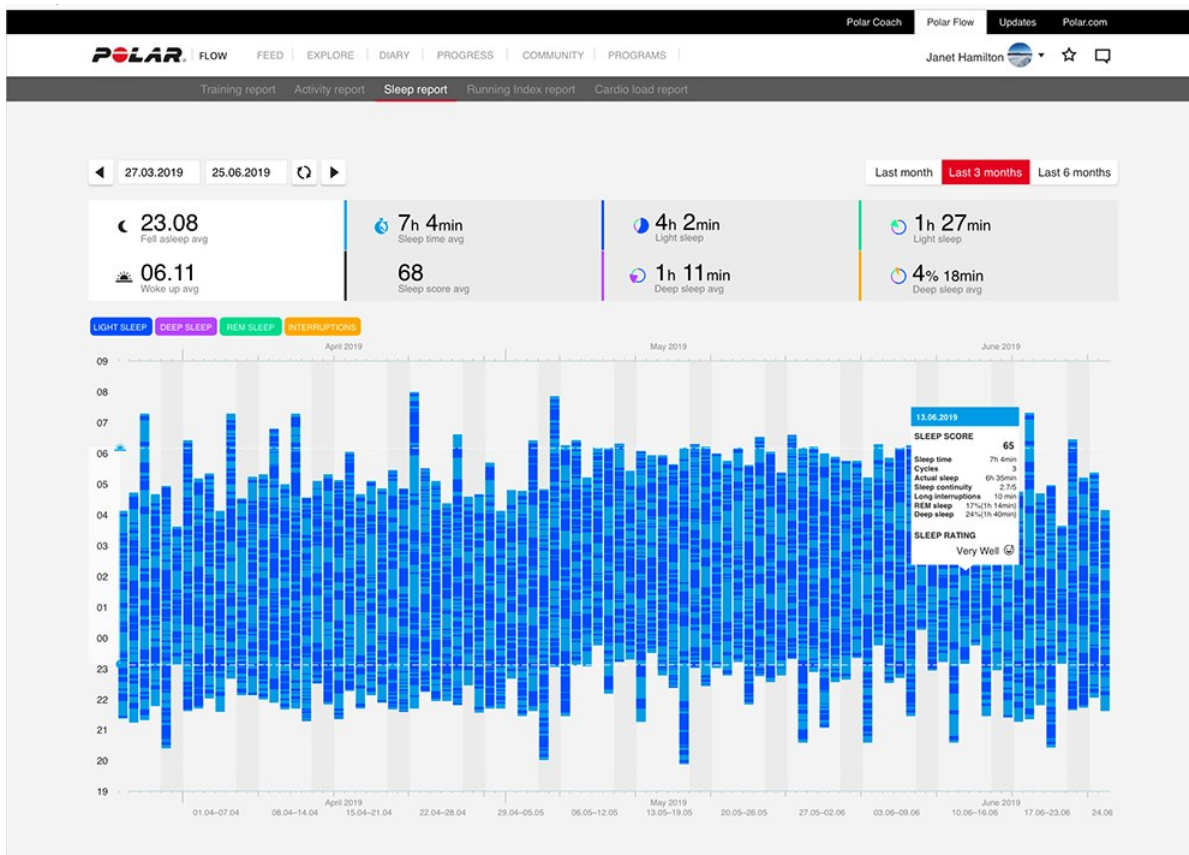 Polar Coach Polar Flow Updates Polar.com
POLAR. FLOW FEED EXPLORE DIARY PROGRESS COMMUNITY PROGRAMS Janet Hamilton
Training report Activity report Sleep report Running Index report Cardio load report
27.03.2019 25.06.2019 Last month Last 3 months Last 6 months
23.08 7h 4min 4h 2min 1h 27min
Fell asleep avg Sleep time avg Light sleep Light sleep
06.11 68 1h 11min 4% 18min
Woke up avg Sleep score avg Deep sleep avg Deep sleep avg
LIGHT SLEEP DEEP SLEEP REM SLEEP INTERRUPTIONS
April 2019 May 2019 June 2019
09
08
07
06
05
04
03
02
01
00
23
22
21
20
19
13.06.2019
SLEEP SCORE
65
Sleep time 7h 4min
Cycles 3
Actual sleep 6h 35min
Sleep continuity 2.7/5
Long interruptions 10 min
REM sleep 17%(1h 14min)
Deep sleep 24%(1h 40min)
SLEEP RATING
Very Well
April 2019 May 2019 June 2019
01.04–07.04 08.04–14.04 15.04–21.04 22.04–28.04 29.04–05.05 06.05–12.05 13.05–19.05 20.05–26.05 27.05–02.06 03.06–09.06 10.06–16.06 17.06–23.06 24.06